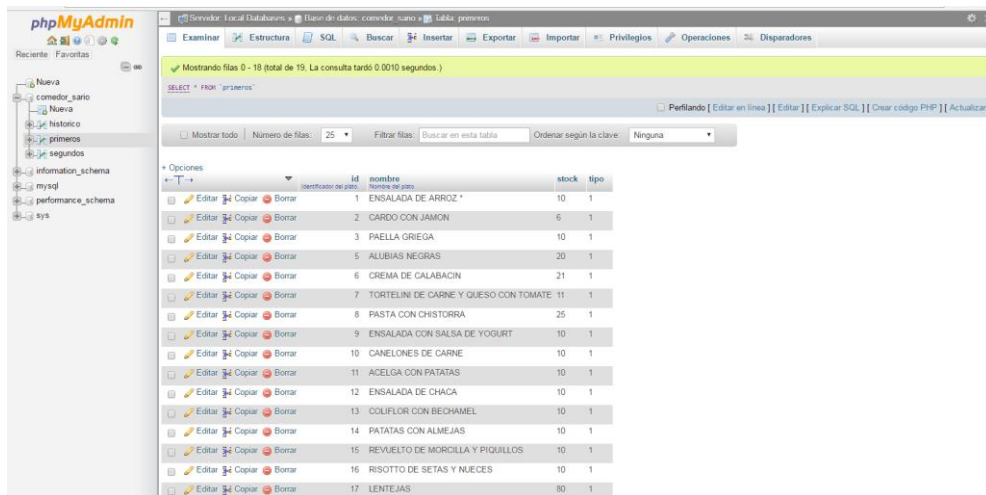 phpMyAdmin
Reciente Favoritas
Nueva
comedor_sano
Nueva
historico
primeros
segundos
information_schema
mysql
performance_schema
sys
Servidor: Local Databases » Base de datos: comedor_sano » Tabla: primeros
Examinar Estructura SQL Buscar Insertar Exportar Importar Privilegios Operaciones Disparadores
Mostrando filas 0 - 18 (total de 19, La consulta tardó 0.0010 segundos.)
SELECT * FROM `primeros`
Perfilando [ Editar en línea ] [ Editar ] [ Explicar SQL ] [ Crear código PHP ] [ Actualizar
Mostrar todo Número de filas: 25 Filtrar filas: Buscar en esta tabla Ordenar según la clave: Ninguna
+ Opciones
←T→ id nombre stock tipo
Identificador del plato. Nombre del plato
Editar Copiar Borrar 1 ENSALADA DE ARROZ * 10 1
Editar Copiar Borrar 2 CARDO CON JAMON 6 1
Editar Copiar Borrar 3 PAELLA GRIEGA 10 1
Editar Copiar Borrar 5 ALUBIAS NEGRAS 20 1
Editar Copiar Borrar 6 CREMA DE CALABACIN 21 1
Editar Copiar Borrar 7 TORTELINI DE CARNE Y QUESO CON TOMATE 11 1
Editar Copiar Borrar 8 PASTA CON CHISTORRA 25 1
Editar Copiar Borrar 9 ENSALADA CON SALSA DE YOGURT 10 1
Editar Copiar Borrar 10 CANELONES DE CARNE 10 1
Editar Copiar Borrar 11 ACELGA CON PATATAS 10 1
Editar Copiar Borrar 12 ENSALADA DE CHACA 10 1
Editar Copiar Borrar 13 COLIFLOR CON BECHAMEL 10 1
Editar Copiar Borrar 14 PATATAS CON ALMEJAS 10 1
Editar Copiar Borrar 15 REVUELTO DE MORCILLA Y PIQUILLOS 10 1
Editar Copiar Borrar 16 RISOTTO DE SETAS Y NUECES 10 1
Editar Copiar Borrar 17 LENTEJAS 80 1